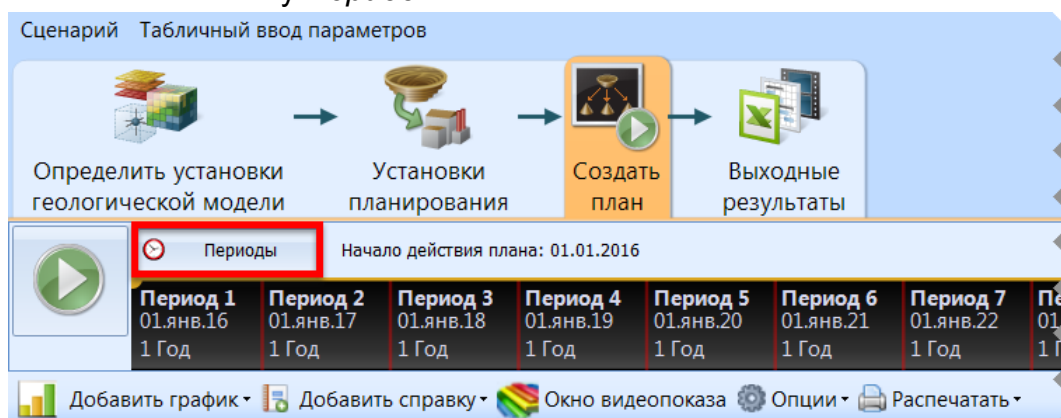 Сценарий Табличный ввод параметров
Определить установки геологической модели
Установки планирования
Создать план
Выходные результаты
Периоды Начало действия плана: 01.01.2016
Период 1 Период 2 Период 3 Период 4 Период 5 Период 6 Период 7
01.янв.16 01.янв.17 01.янв.18 01.янв.19 01.янв.20 01.янв.21 01.янв.22 01
1 Год 1 Год 1 Год 1 Год 1 Год 1 Год 1 Год
Добавить график Добавить справку Окно видеопоказа Опции Распечатать